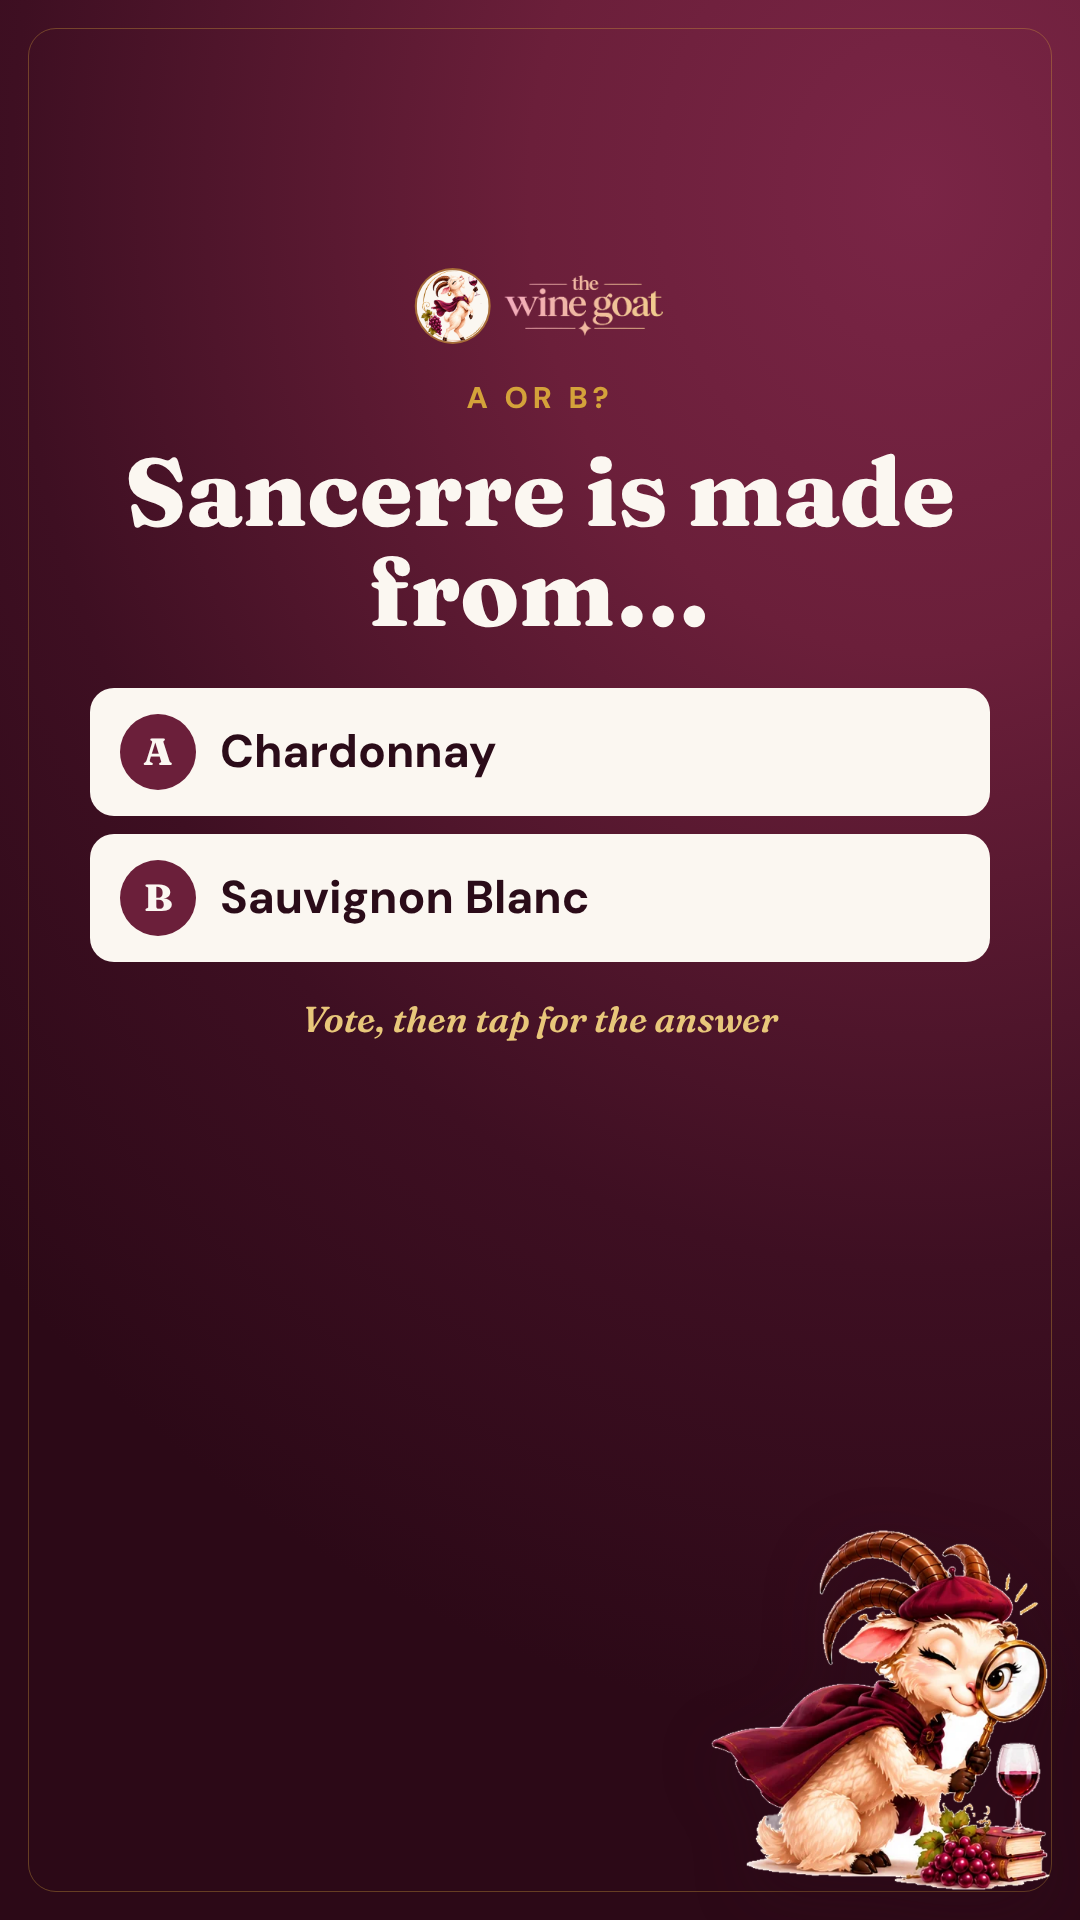 the
wine goat
A OR B?
Sancerre is made
from...
A Chardonnay
B Sauvignon Blanc
Vote, then tap for the answer